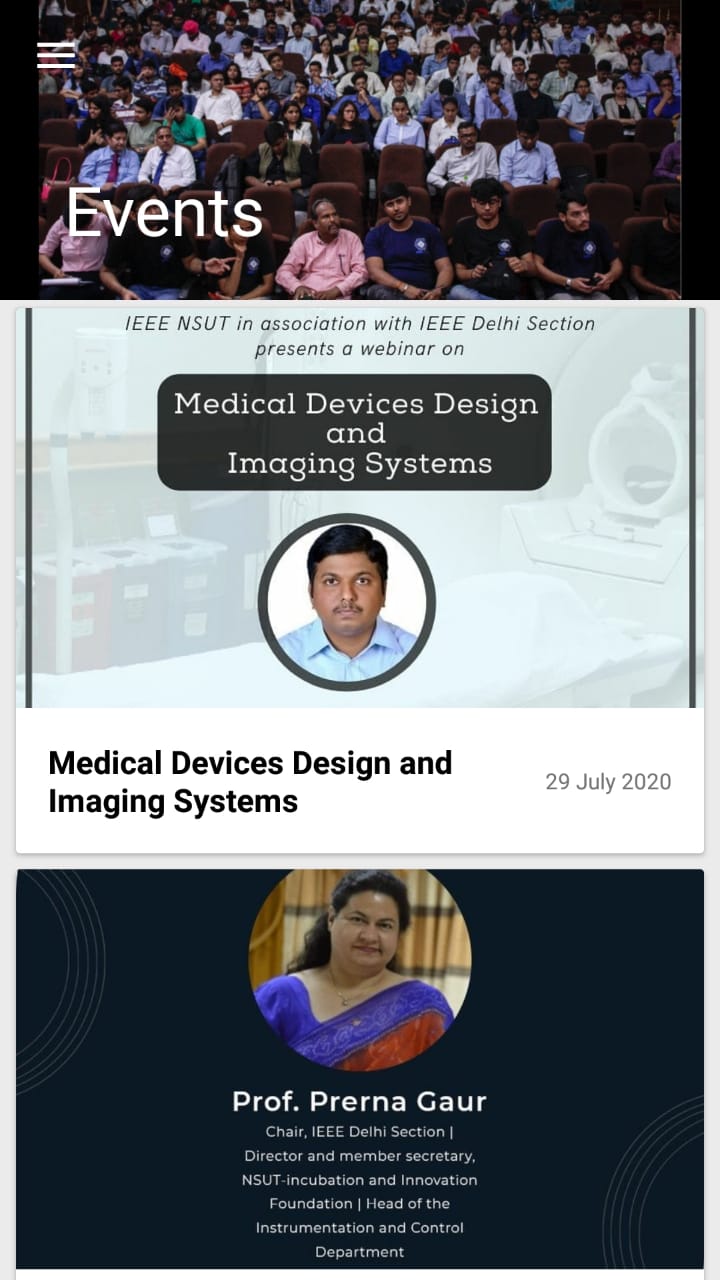 Events
IEEE NSUT in association with IEEE Delhi Section
presents a webinar on
Medical Devices Design
and
Imaging Systems
Medical Devices Design and
Imaging Systems
29 July 2020
Prof. Prerna Gaur
Chair, IEEE Delhi Section |
Director and member secretary,
NSUT-incubation and Innovation
Foundation | Head of the
Instrumentation and Control
Department